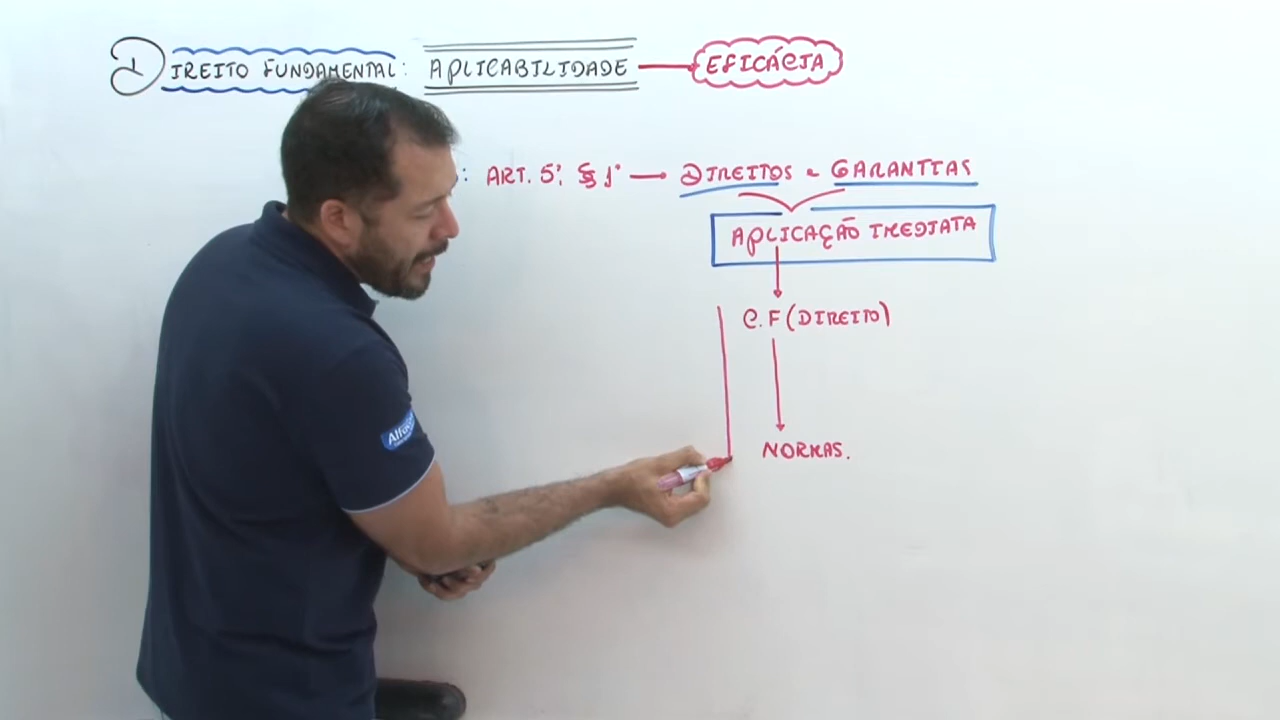 DIREITO FUNDAMENTAL: APLICABILIDADE EFICÁCIA
: ART. 5º, § 1º DIREITOS e GARANTIAS
APLICAÇÃO IMEDIATA
C.F (DIREITO)
NORMAS.